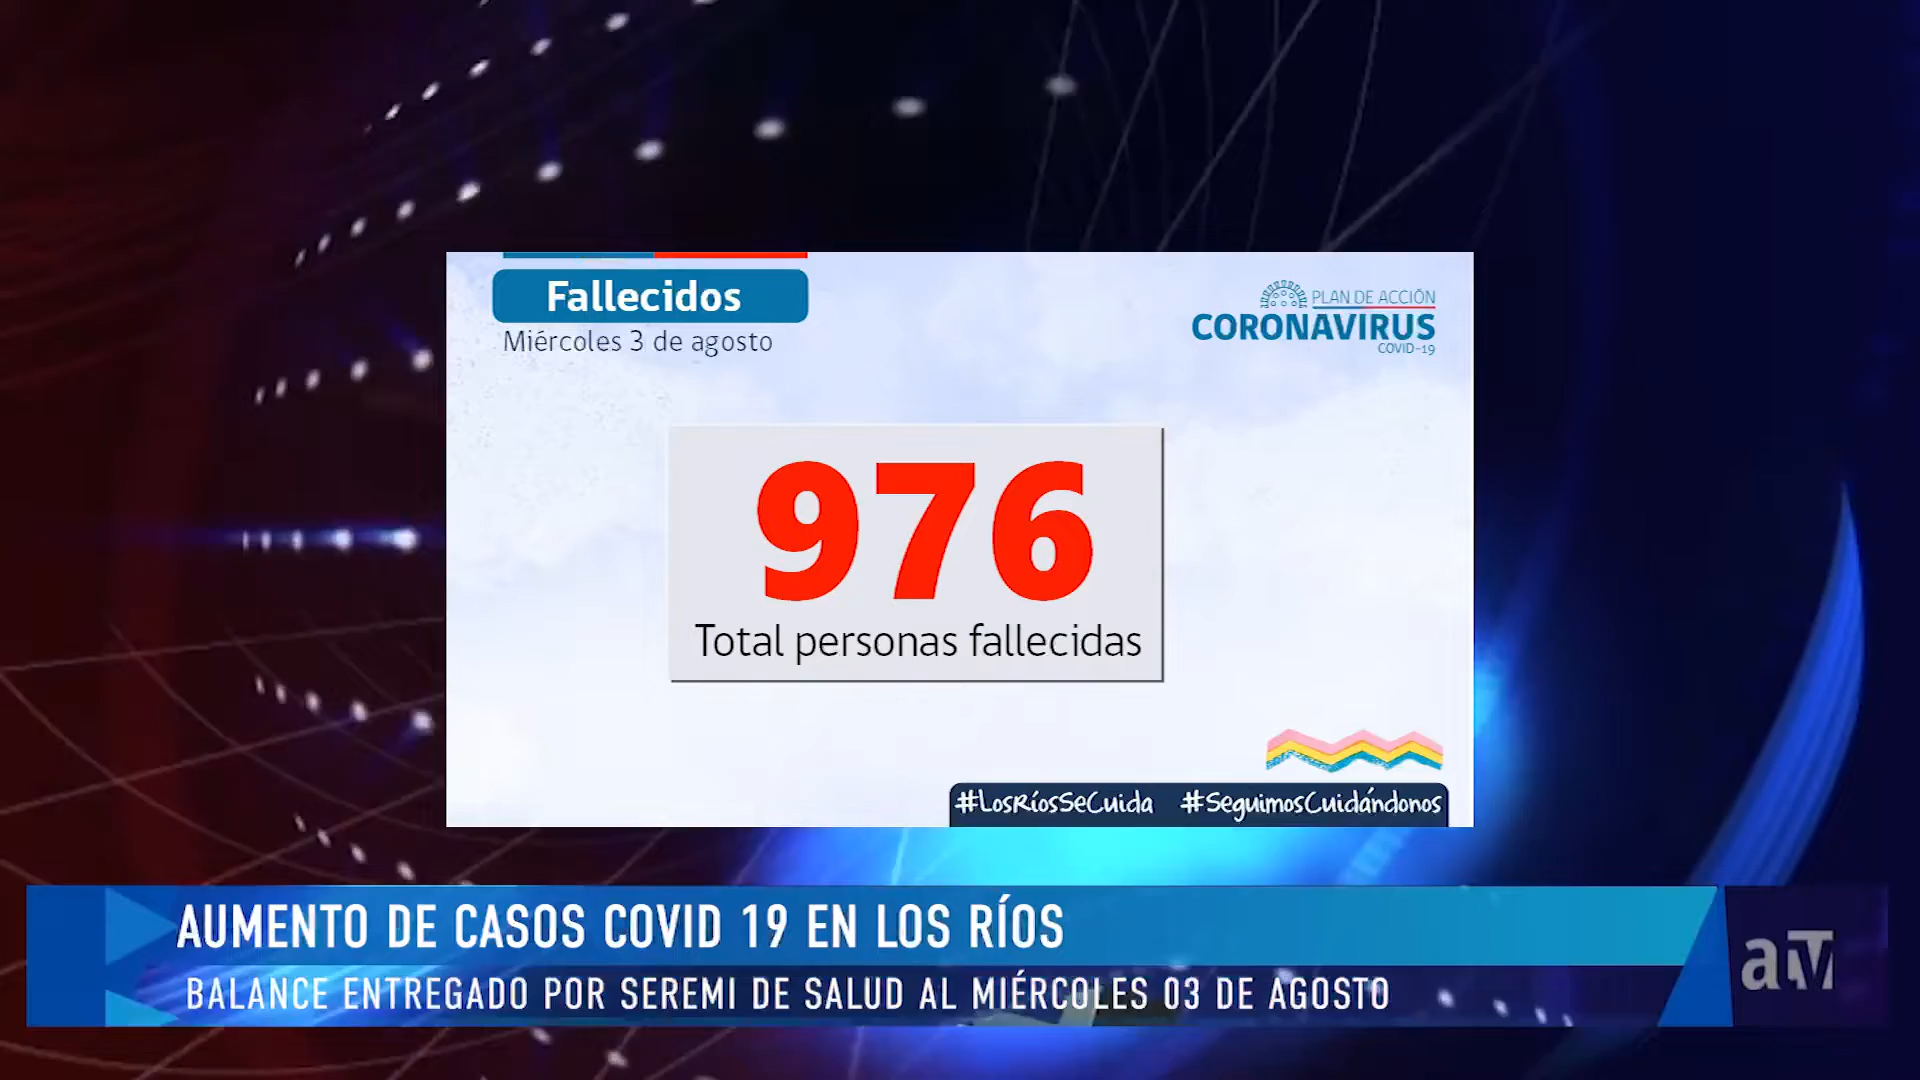 Fallecidos
Miércoles 3 de agosto
PLAN DE ACCIÓN
CORONAVIRUS
COVID-19
976
Total personas fallecidas
#LosRíosSeCuida #SeguimosCuidándonos
AUMENTO DE CASOS COVID 19 EN LOS RÍOS
BALANCE ENTREGADO POR SEREMI DE SALUD AL MIÉRCOLES 03 DE AGOSTO
aTV